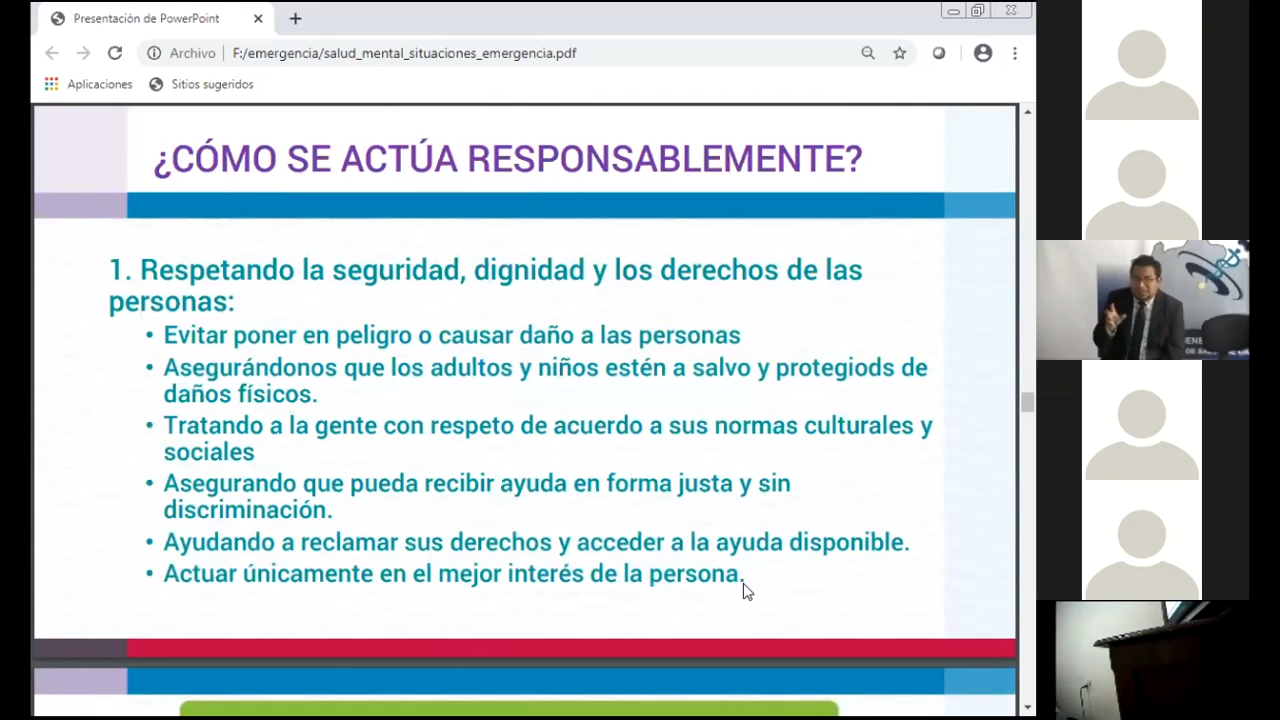 Presentación de PowerPoint
Archivo F:/emergencia/salud_mental_situaciones_emergencia.pdf
Aplicaciones Sitios sugeridos
¿CÓMO SE ACTÚA RESPONSABLEMENTE?
1. Respetando la seguridad, dignidad y los derechos de las
personas:
• Evitar poner en peligro o causar daño a las personas
• Asegurándonos que los adultos y niños estén a salvo y protegiods de
daños físicos.
• Tratando a la gente con respeto de acuerdo a sus normas culturales y
sociales
• Asegurando que pueda recibir ayuda en forma justa y sin
discriminación.
• Ayudando a reclamar sus derechos y acceder a la ayuda disponible.
• Actuar únicamente en el mejor interés de la persona.